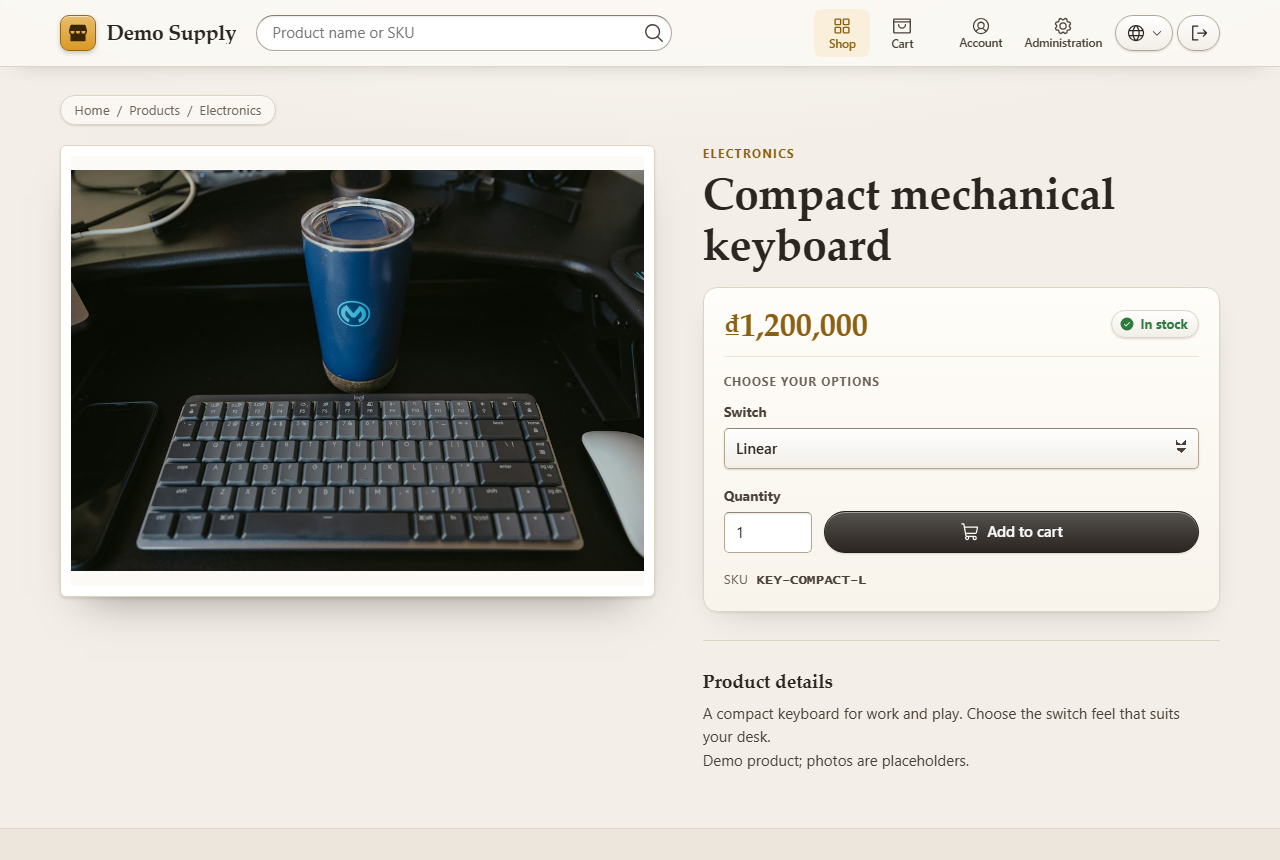 Demo Supply
Product name or SKU
Shop
Cart
Account
Administration
Home / Products / Electronics
ELECTRONICS
Compact mechanical
keyboard
₫1,200,000
In stock
CHOOSE YOUR OPTIONS
Switch
Linear
Quantity
1
Add to cart
SKU KEY-COMPACT-L
Product details
A compact keyboard for work and play. Choose the switch feel that suits
your desk.
Demo product; photos are placeholders.